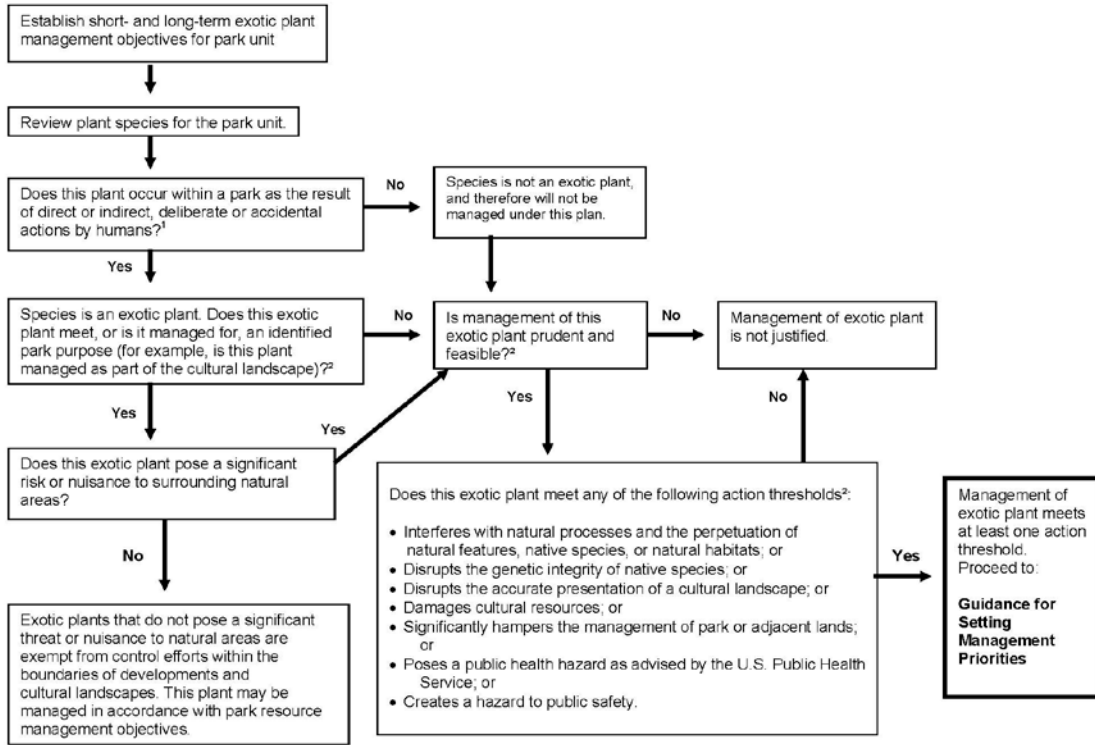 Establish short- and long-term exotic plant
management objectives for park unit
Review plant species for the park unit.
Does this plant occur within a park as the result
of direct or indirect, deliberate or accidental
actions by humans?¹
No
Species is not an exotic plant,
and therefore will not be
managed under this plan.
Yes
Species is an exotic plant. Does this exotic
plant meet, or is it managed for, an identified
park purpose (for example, is this plant
managed as part of the cultural landscape)?²
No
Is management of this
exotic plant prudent and
feasible?²
No
Management of exotic plant
is not justified.
Yes
Yes
Yes
No
Does this exotic plant pose a significant
risk or nuisance to surrounding natural
areas?
No
Exotic plants that do not pose a significant
threat or nuisance to natural areas are
exempt from control efforts within the
boundaries of developments and
cultural landscapes. This plant may be
managed in accordance with park resource
management objectives.
Does this exotic plant meet any of the following action thresholds²:
• Interferes with natural processes and the perpetuation of
natural features, native species, or natural habitats; or
• Disrupts the genetic integrity of native species; or
• Disrupts the accurate presentation of a cultural landscape; or
• Damages cultural resources; or
• Significantly hampers the management of park or adjacent lands;
or
• Poses a public health hazard as advised by the U.S. Public Health
Service; or
• Creates a hazard to public safety.
Yes
Management of
exotic plant meets
at least one action
threshold.
Proceed to:
Guidance for
Setting
Management
Priorities